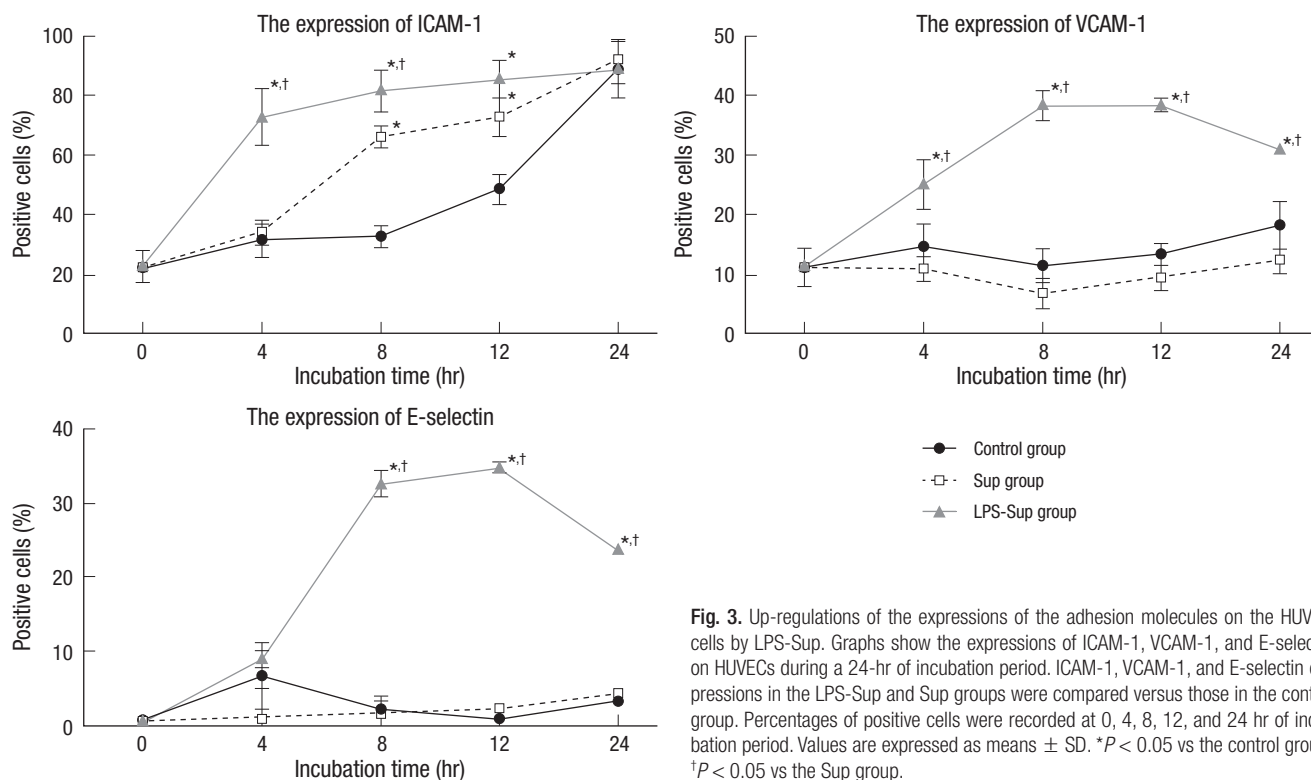 The expression of ICAM-1
100
80
60
40
20
0
Positive cells (%)
*,†
*,†
*
*
*
0 4 8 12 24
Incubation time (hr)
The expression of VCAM-1
50
40
30
20
10
0
Positive cells (%)
*,†
*,†
*,†
*,†
0 4 8 12 24
Incubation time (hr)
The expression of E-selectin
40
30
20
10
0
Positive cells (%)
*,†
*,†
*,†
0 4 8 12 24
Incubation time (hr)
Control group
Sup group
LPS-Sup group
Fig. 3. Up-regulations of the expressions of the adhesion molecules on the
cells by LPS-Sup. Graphs show the expressions of ICAM-1, VCAM-1, and
on HUVECs during a 24-hr of incubation period. ICAM-1, VCAM-1, and E-selectin
pressions in the LPS-Sup and Sup groups were compared versus those in the
group. Percentages of positive cells were recorded at 0, 4, 8, 12, and 24 hr of
bation period. Values are expressed as means ± SD. *P < 0.05 vs the control
†P < 0.05 vs the Sup group.